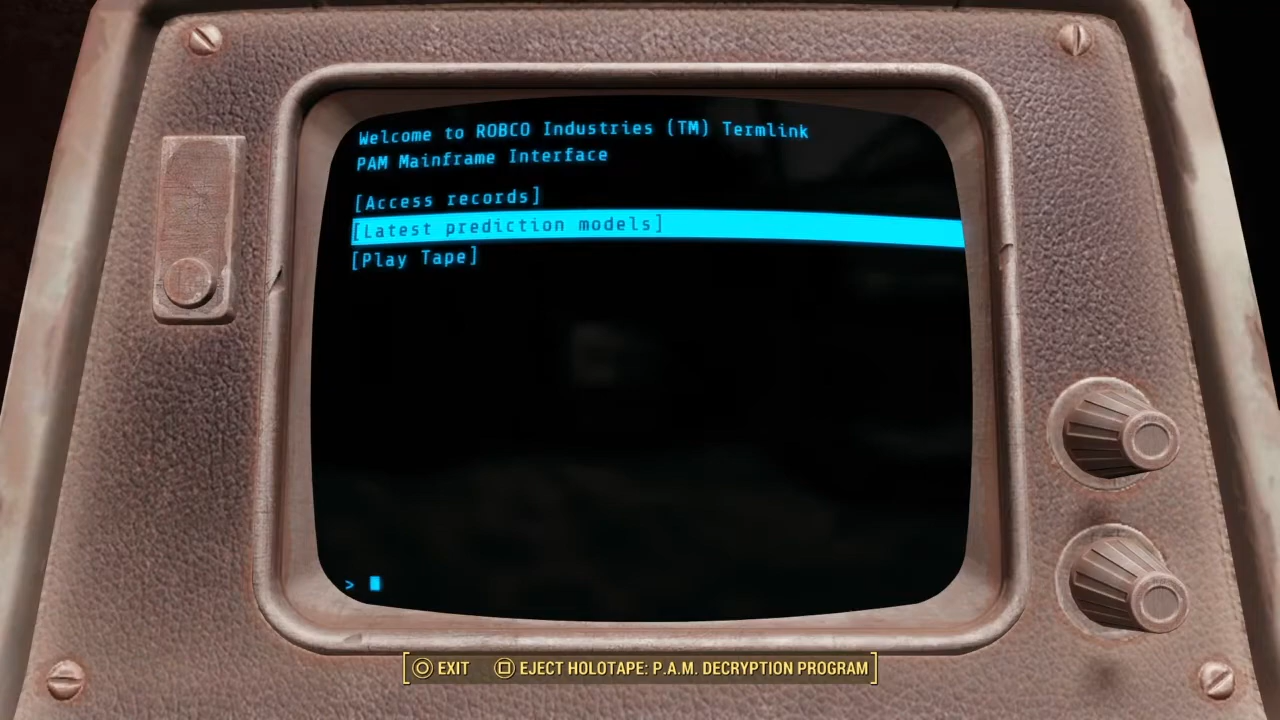 Welcome to ROBCO Industries (TM) Termlink
PAM Mainframe Interface
[Access records]
[Latest prediction models]
[Play Tape]
>
EXIT EJECT HOLOTAPE: P.A.M. DECRYPTION PROGRAM